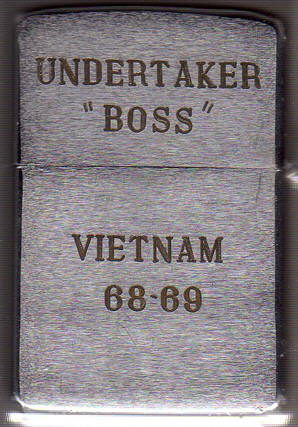 UNDERTAKER
"BOSS"
VIETNAM
68-69